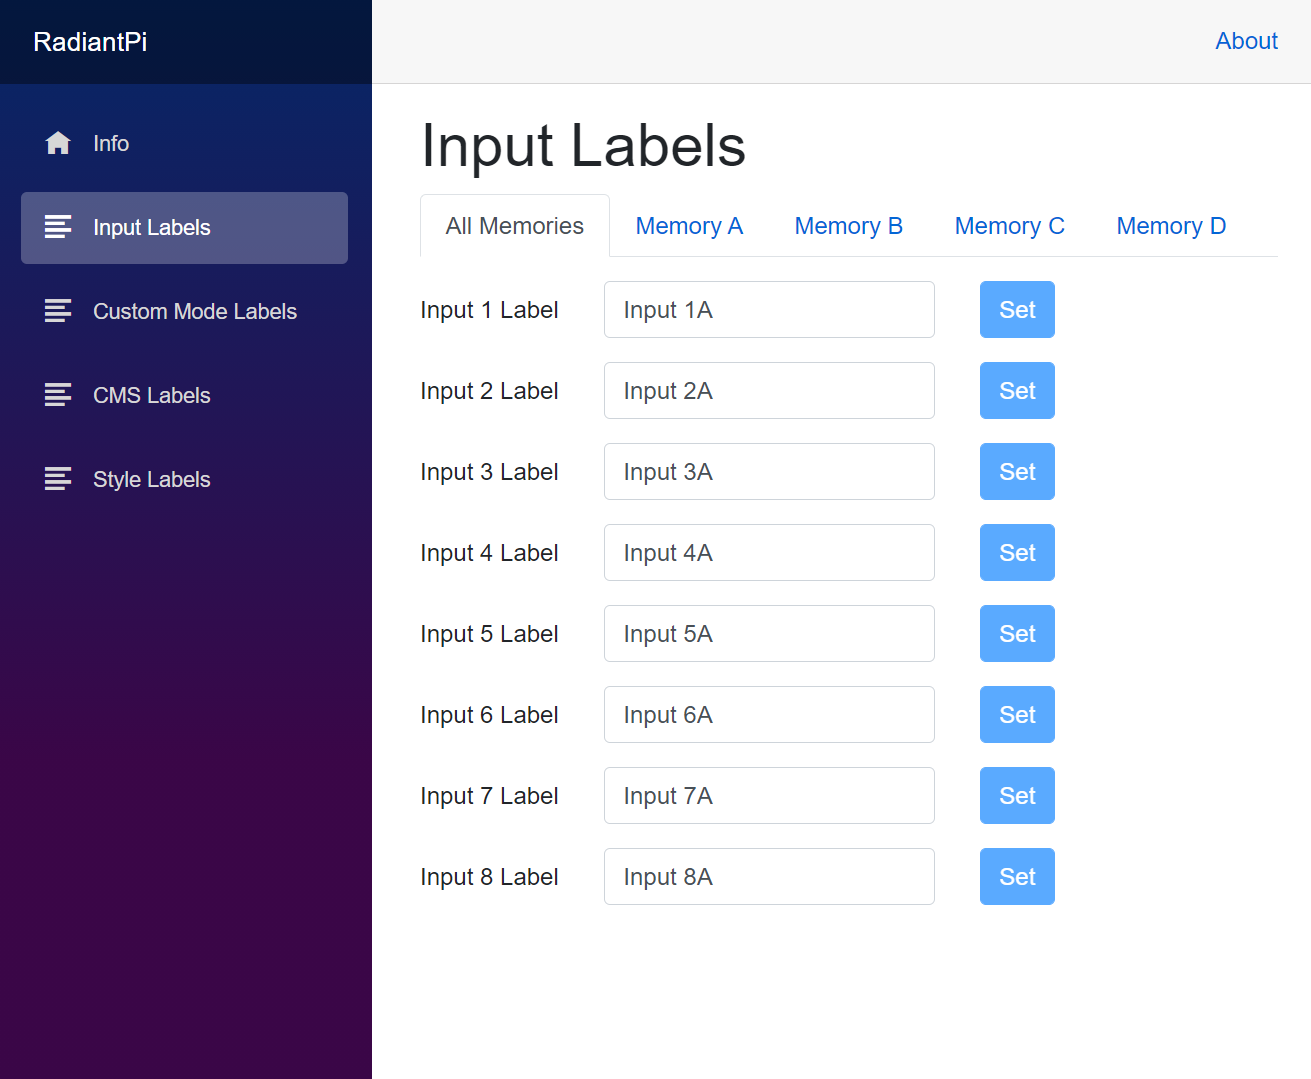 RadiantPi
About
Info
Input Labels
Custom Mode Labels
CMS Labels
Style Labels
Input Labels
All Memories Memory A Memory B Memory C Memory D
Input 1 Label Input 1A Set
Input 2 Label Input 2A Set
Input 3 Label Input 3A Set
Input 4 Label Input 4A Set
Input 5 Label Input 5A Set
Input 6 Label Input 6A Set
Input 7 Label Input 7A Set
Input 8 Label Input 8A Set